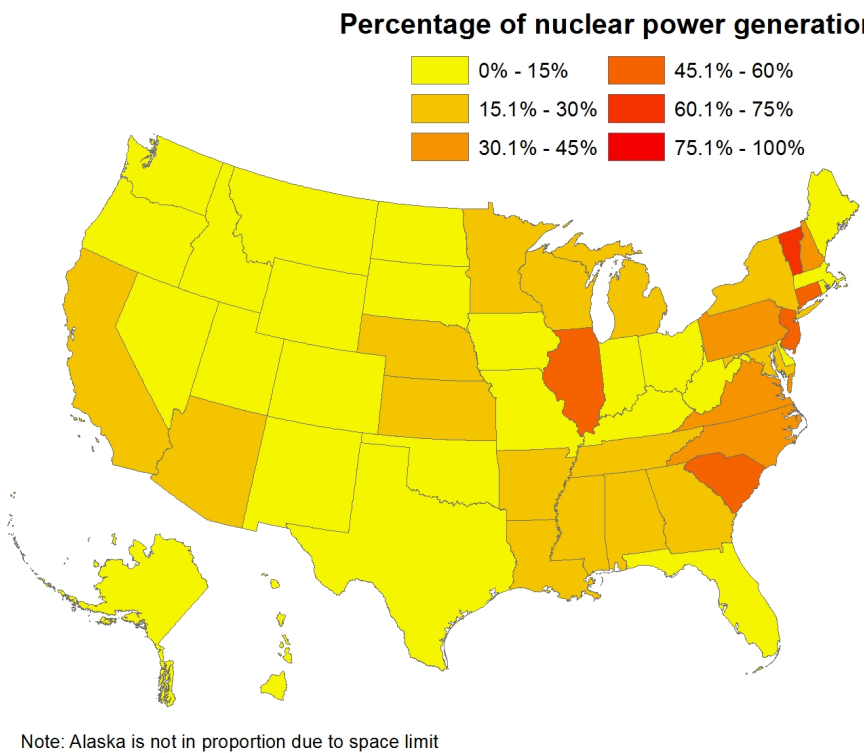 Percentage of nuclear power generation
0% - 15%
45.1% - 60%
15.1% - 30%
60.1% - 75%
30.1% - 45%
75.1% - 100%
Note: Alaska is not in proportion due to space limit